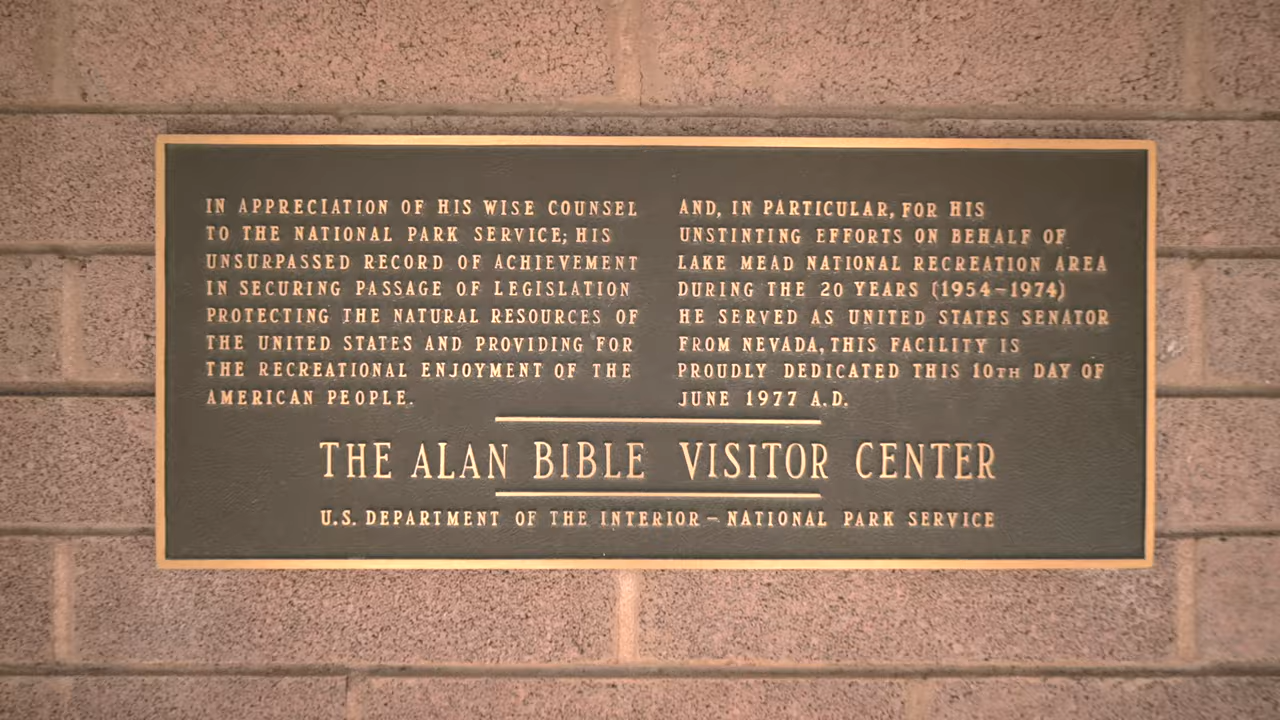 IN APPRECIATION OF HIS WISE COUNSEL
TO THE NATIONAL PARK SERVICE; HIS
UNSURPASSED RECORD OF ACHIEVEMENT
IN SECURING PASSAGE OF LEGISLATION
PROTECTING THE NATURAL RESOURCES OF
THE UNITED STATES AND PROVIDING FOR
THE RECREATIONAL ENJOYMENT OF THE
AMERICAN PEOPLE.
AND, IN PARTICULAR, FOR HIS
UNSTINTING EFFORTS ON BEHALF OF
LAKE MEAD NATIONAL RECREATION AREA
DURING THE 20 YEARS (1954-1974)
HE SERVED AS UNITED STATES SENATOR
FROM NEVADA, THIS FACILITY IS
PROUDLY DEDICATED THIS 10TH DAY OF
JUNE 1977 A.D.
THE ALAN BIBLE VISITOR CENTER
U.S. DEPARTMENT OF THE INTERIOR – NATIONAL PARK SERVICE